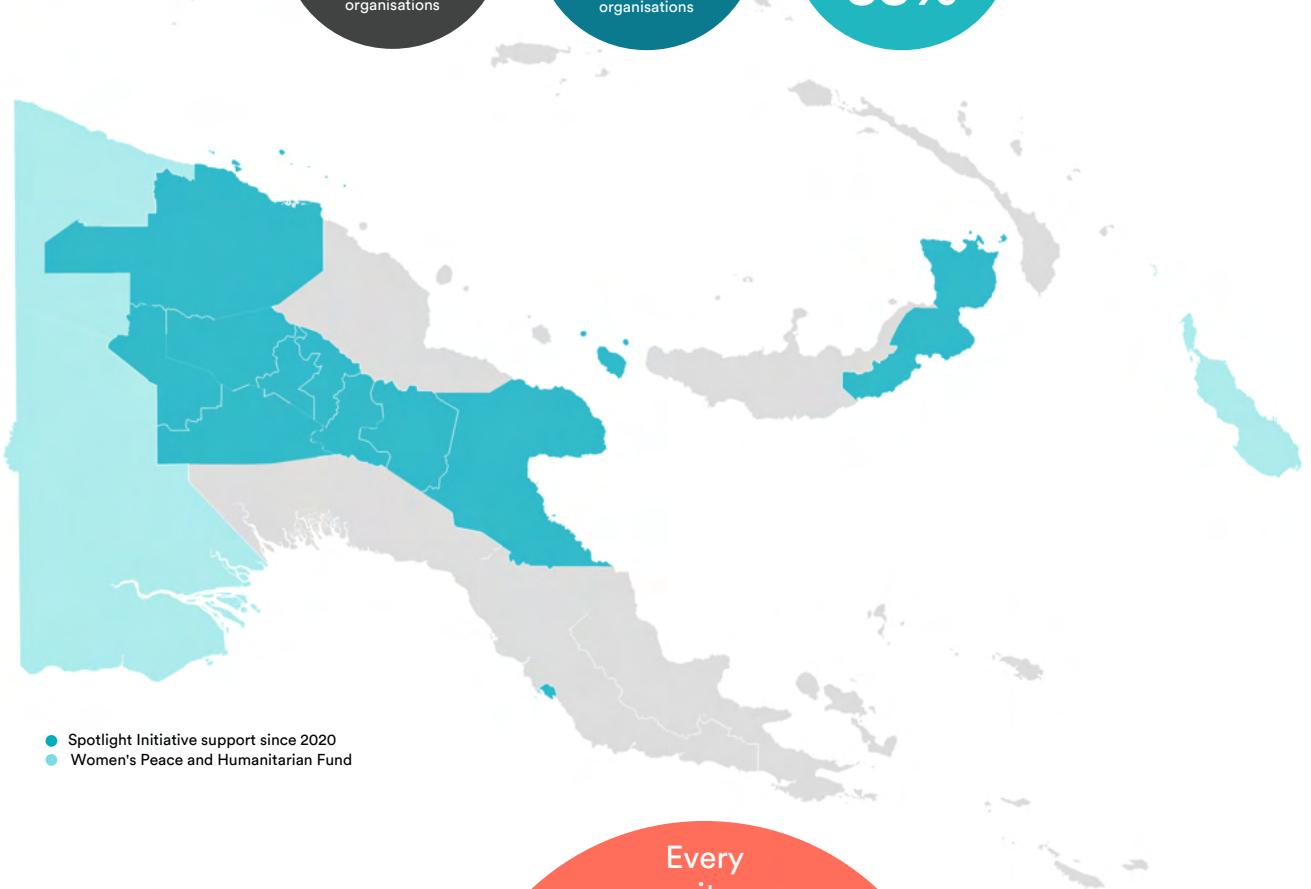 organisations
organisations
Spotlight Initiative support since 2020
Women's Peace and Humanitarian Fund
Every